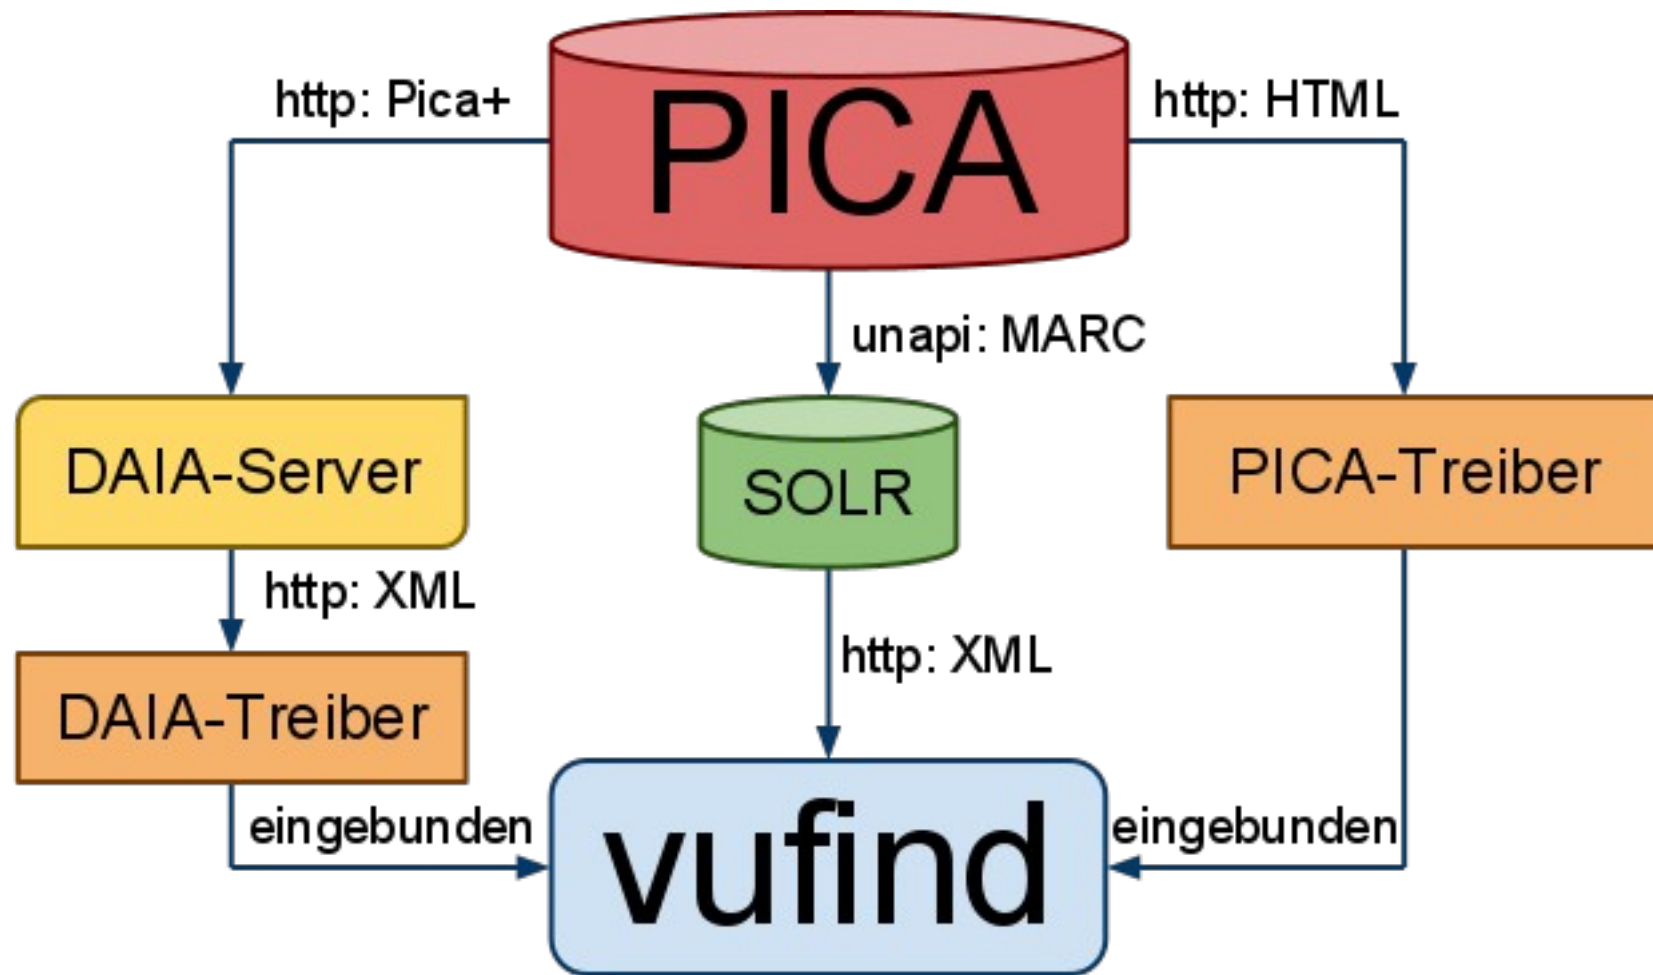 http: Pica+
PICA
http: HTML
unapi: MARC
DAIA-Server
SOLR
PICA-Treiber
http: XML
http: XML
DAIA-Treiber
eingebunden
vufind
eingebunden